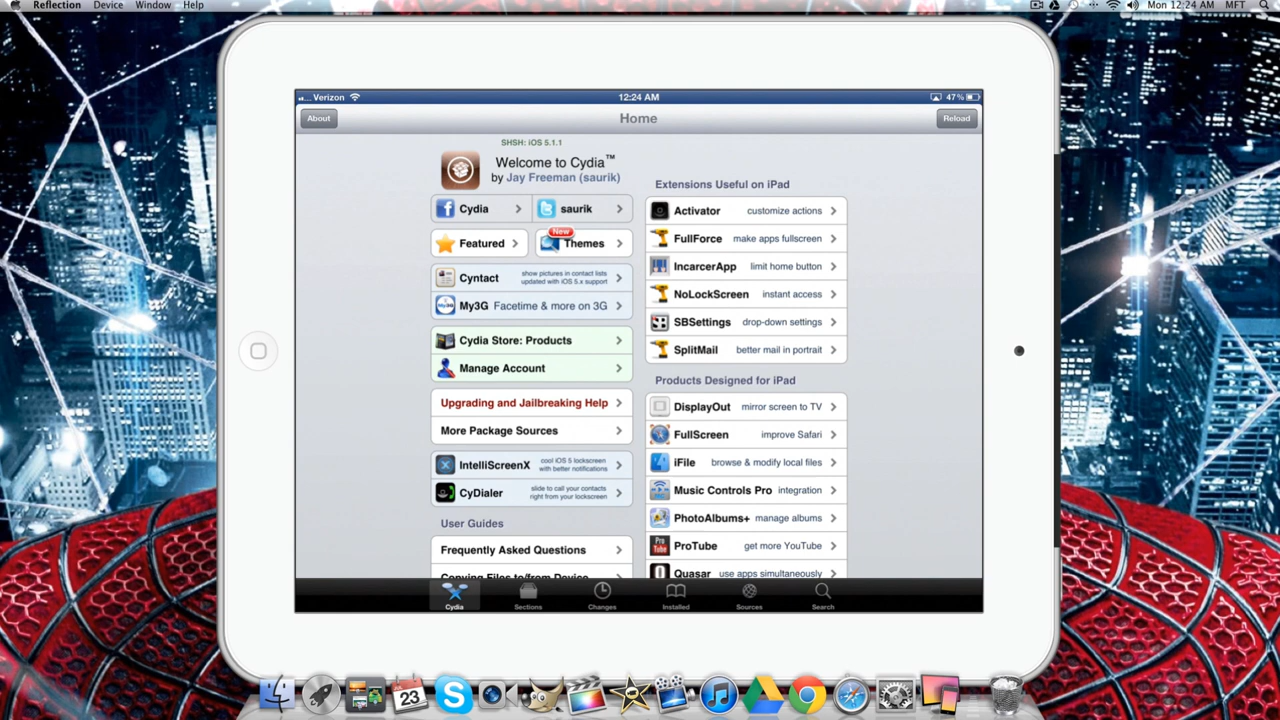 Reflection Device Window Help
Mon 12:24 AM MFT
... Verizon 12:24 AM 47%
About Home Reload
SHSH: iOS 5.1.1
Welcome to Cydia™
by Jay Freeman (saurik)
Cydia saurik
New
Featured Themes
Cyntact show pictures in contact lists
updated with iOS 5.x support
My3G Facetime & more on 3G
Cydia Store: Products
Manage Account
Upgrading and Jailbreaking Help
More Package Sources
IntelliScreenX cool iOS 5 lockscreen
with better notifications
CyDialer slide to call your contacts
right from your lockscreen
User Guides
Frequently Asked Questions
Copying Files to/from Device
Extensions Useful on iPad
Activator customize actions
FullForce make apps fullscreen
IncarcerApp limit home button
NoLockScreen instant access
SBSettings drop-down settings
SplitMail better mail in portrait
Products Designed for iPad
DisplayOut mirror screen to TV
FullScreen improve Safari
iFile browse & modify local files
Music Controls Pro integration
PhotoAlbums+ manage albums
Pro
Tube
ProTube get more YouTube
Quasar use apps simultaneously
Cydia Sections Changes Installed Sources Search
23